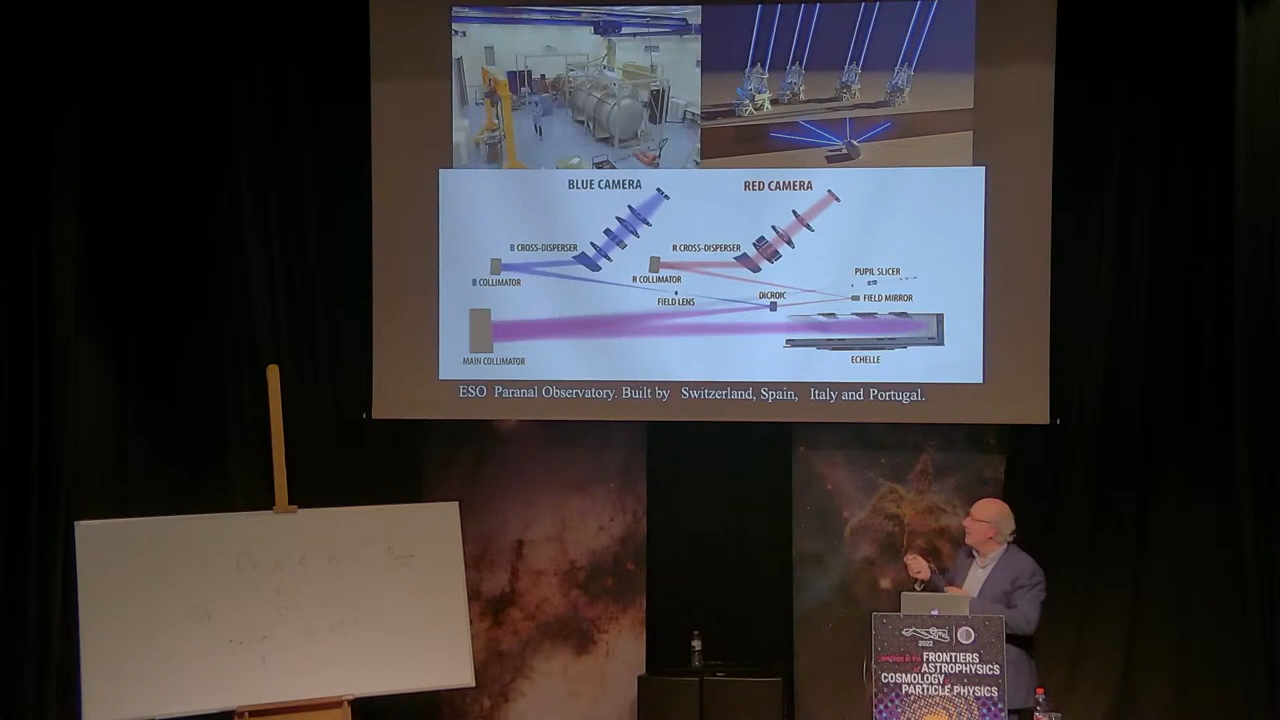 BLUE CAMERA
RED CAMERA
B CROSS-DISPERSER
R CROSS-DISPERSER
B COLLIMATOR
R COLLIMATOR
PUPIL SLICER
FIELD LENS
DICROIC
FIELD MIRROR
MAIN COLLIMATOR
ECHELLE
ESO Paranal Observatory. Built by Switzerland, Spain, Italy and Portugal.
2022
FRONTIERS
ASTROPHYSICS
COSMOLOGY
PARTICLE PHYSICS